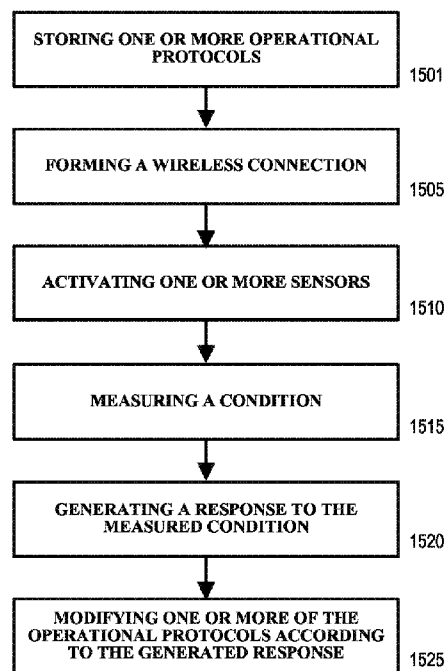 STORING ONE OR MORE OPERATIONAL
PROTOCOLS
1501
FORMING A WIRELESS CONNECTION
1505
ACTIVATING ONE OR MORE SENSORS
1510
MEASURING A CONDITION
1515
GENERATING A RESPONSE TO THE
MEASURED CONDITION
1520
MODIFYING ONE OR MORE OF THE
OPERATIONAL PROTOCOLS ACCORDING
TO THE GENERATED RESPONSE
1525